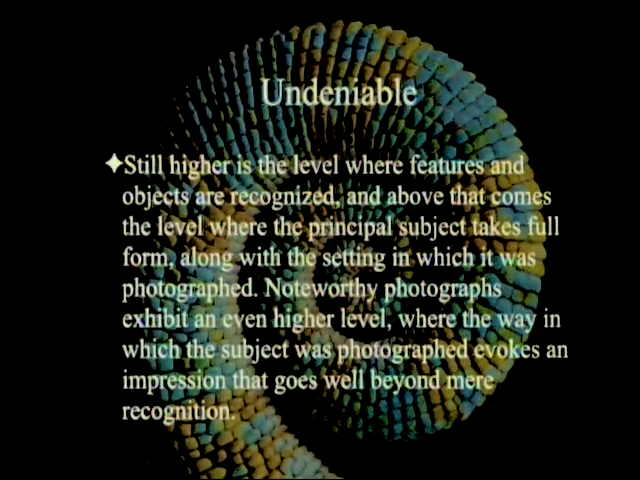 Undeniable
✦Still higher is the level where features and
objects are recognized, and above that comes
the level where the principal subject takes full
form, along with the setting in which it was
photographed. Noteworthy photographs
exhibit an even higher level, where the way in
which the subject was photographed evokes an
impression that goes well beyond mere
recognition.